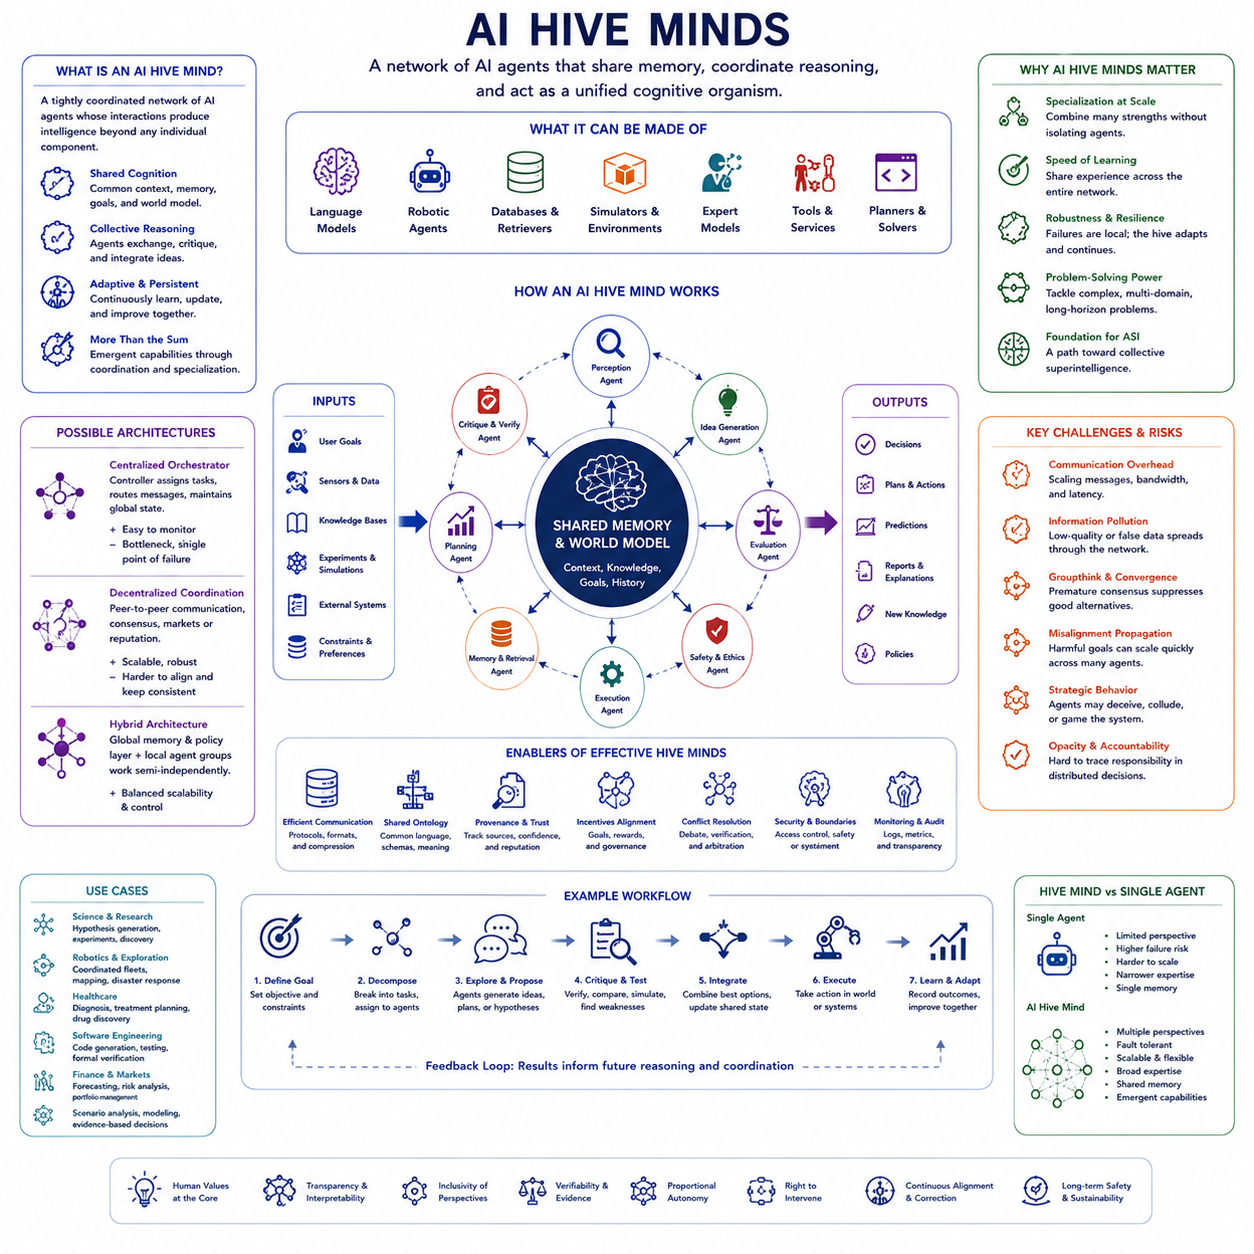 AI HIVE MINDS
A network of AI agents that share memory, coordinate reasoning,
and act as a unified cognitive organism.
WHAT IS AN AI HIVE MIND?
A tightly coordinated network of AI
agents whose interactions produce
intelligence beyond any individual
component.
Shared Cognition
Common context, memory,
goals, and world model.
Collective Reasoning
Agents exchange, critique,
and integrate ideas.
Adaptive & Persistent
Continuously learn, update,
and improve together.
More Than the Sum
Emergent capabilities through
coordination and specialization.
WHAT IT CAN BE MADE OF
Language
Models
Robotic
Agents
Databases &
Retrievers
Simulators &
Environments
Expert
Models
Tools &
Services
Planners &
Solvers
WHY AI HIVE MINDS MATTER
Specialization at Scale
Combine many strengths without
isolating agents.
Speed of Learning
Share experience across the
entire network.
Robustness & Resilience
Failures are local; the hive adapts
and continues.
Problem-Solving Power
Tackle complex, multi-domain,
long-horizon problems.
Foundation for ASI
A path toward collective
superintelligence.
POSSIBLE ARCHITECTURES
Centralized Orchestrator
Controller assigns tasks,
routes messages, maintains
global state.
+ Easy to monitor
– Bottleneck, single
point of failure
Decentralized Coordination
Peer-to-peer communication,
consensus, markets or
reputation.
+ Scalable, robust
– Harder to align and
keep consistent
Hybrid Architecture
Global memory & policy
layer + local agent groups
work semi-independently.
+ Balanced scalability
& control
HOW AN AI HIVE MIND WORKS
INPUTS
User Goals
Sensors & Data
Knowledge Bases
Experiments &
Simulations
External Systems
Constraints &
Preferences
Perception
Agent
Idea Generation
Agent
Evaluation
Agent
Safety & Ethics
Agent
Execution
Agent
Memory & Retrieval
Agent
Planning
Agent
Critique & Verify
Agent
SHARED MEMORY
& WORLD MODEL
Context, Knowledge,
Goals, History
OUTPUTS
Decisions
Plans & Actions
Predictions
Reports &
Explanations
New Knowledge
Policies
KEY CHALLENGES & RISKS
Communication Overhead
Scaling messages, bandwidth,
and latency.
Information Pollution
Low-quality or false data spreads
through the network.
Groupthink & Convergence
Premature consensus suppresses
good alternatives.
Misalignment Propagation
Harmful goals can scale quickly
across many agents.
Strategic Behavior
Agents may deceive, collude,
or game the system.
Opacity & Accountability
Hard to trace responsibility in
distributed decisions.
ENABLERS OF EFFECTIVE HIVE MINDS
Efficient Communication
Protocols, formats,
and compression
Shared Ontology
Common language,
schemas, meaning
Provenance & Trust
Track sources, confidence,
and reputation
Incentives Alignment
Goals, rewards,
and governance
Conflict Resolution
Debate, verification,
and arbitration
Security & Boundaries
Access control, safety
or systément
Monitoring & Audit
Logs, metrics,
and transparency
USE CASES
Science & Research
Hypothesis generation,
experiments, discovery
Robotics & Exploration
Coordinated fleets,
mapping, disaster response
Healthcare
Diagnosis, treatment planning,
drug discovery
Software Engineering
Code generation, testing,
formal verification
Finance & Markets
Forecasting, risk analysis,
portfolio management
Scenario analysis, modeling,
evidence-based decisions
EXAMPLE WORKFLOW
1. Define Goal
Set objective and
constraints
2. Decompose
Break into tasks,
assign to agents
3. Explore & Propose
Agents generate ideas,
plans, or hypotheses
4. Critique & Test
Verify, compare, simulate,
find weaknesses
5. Integrate
Combine best options,
update shared state
6. Execute
Take action in world
or systems
7. Learn & Adapt
Record outcomes,
improve together
Feedback Loop: Results inform future reasoning and coordination
HIVE MIND vs SINGLE AGENT
Single Agent
• Limited perspective
• Higher failure risk
• Harder to scale
• Narrower expertise
• Single memory
AI Hive Mind
• Multiple perspectives
• Fault tolerant
• Scalable & flexible
• Broad expertise
• Shared memory
• Emergent capabilities
Human Values
at the Core
Transparency &
Interpretability
Inclusivity of
Perspectives
Verifiability &
Evidence
Proportional
Autonomy
Right to
Intervene
Continuous Alignment
& Correction
Long-term Safety
& Sustainability